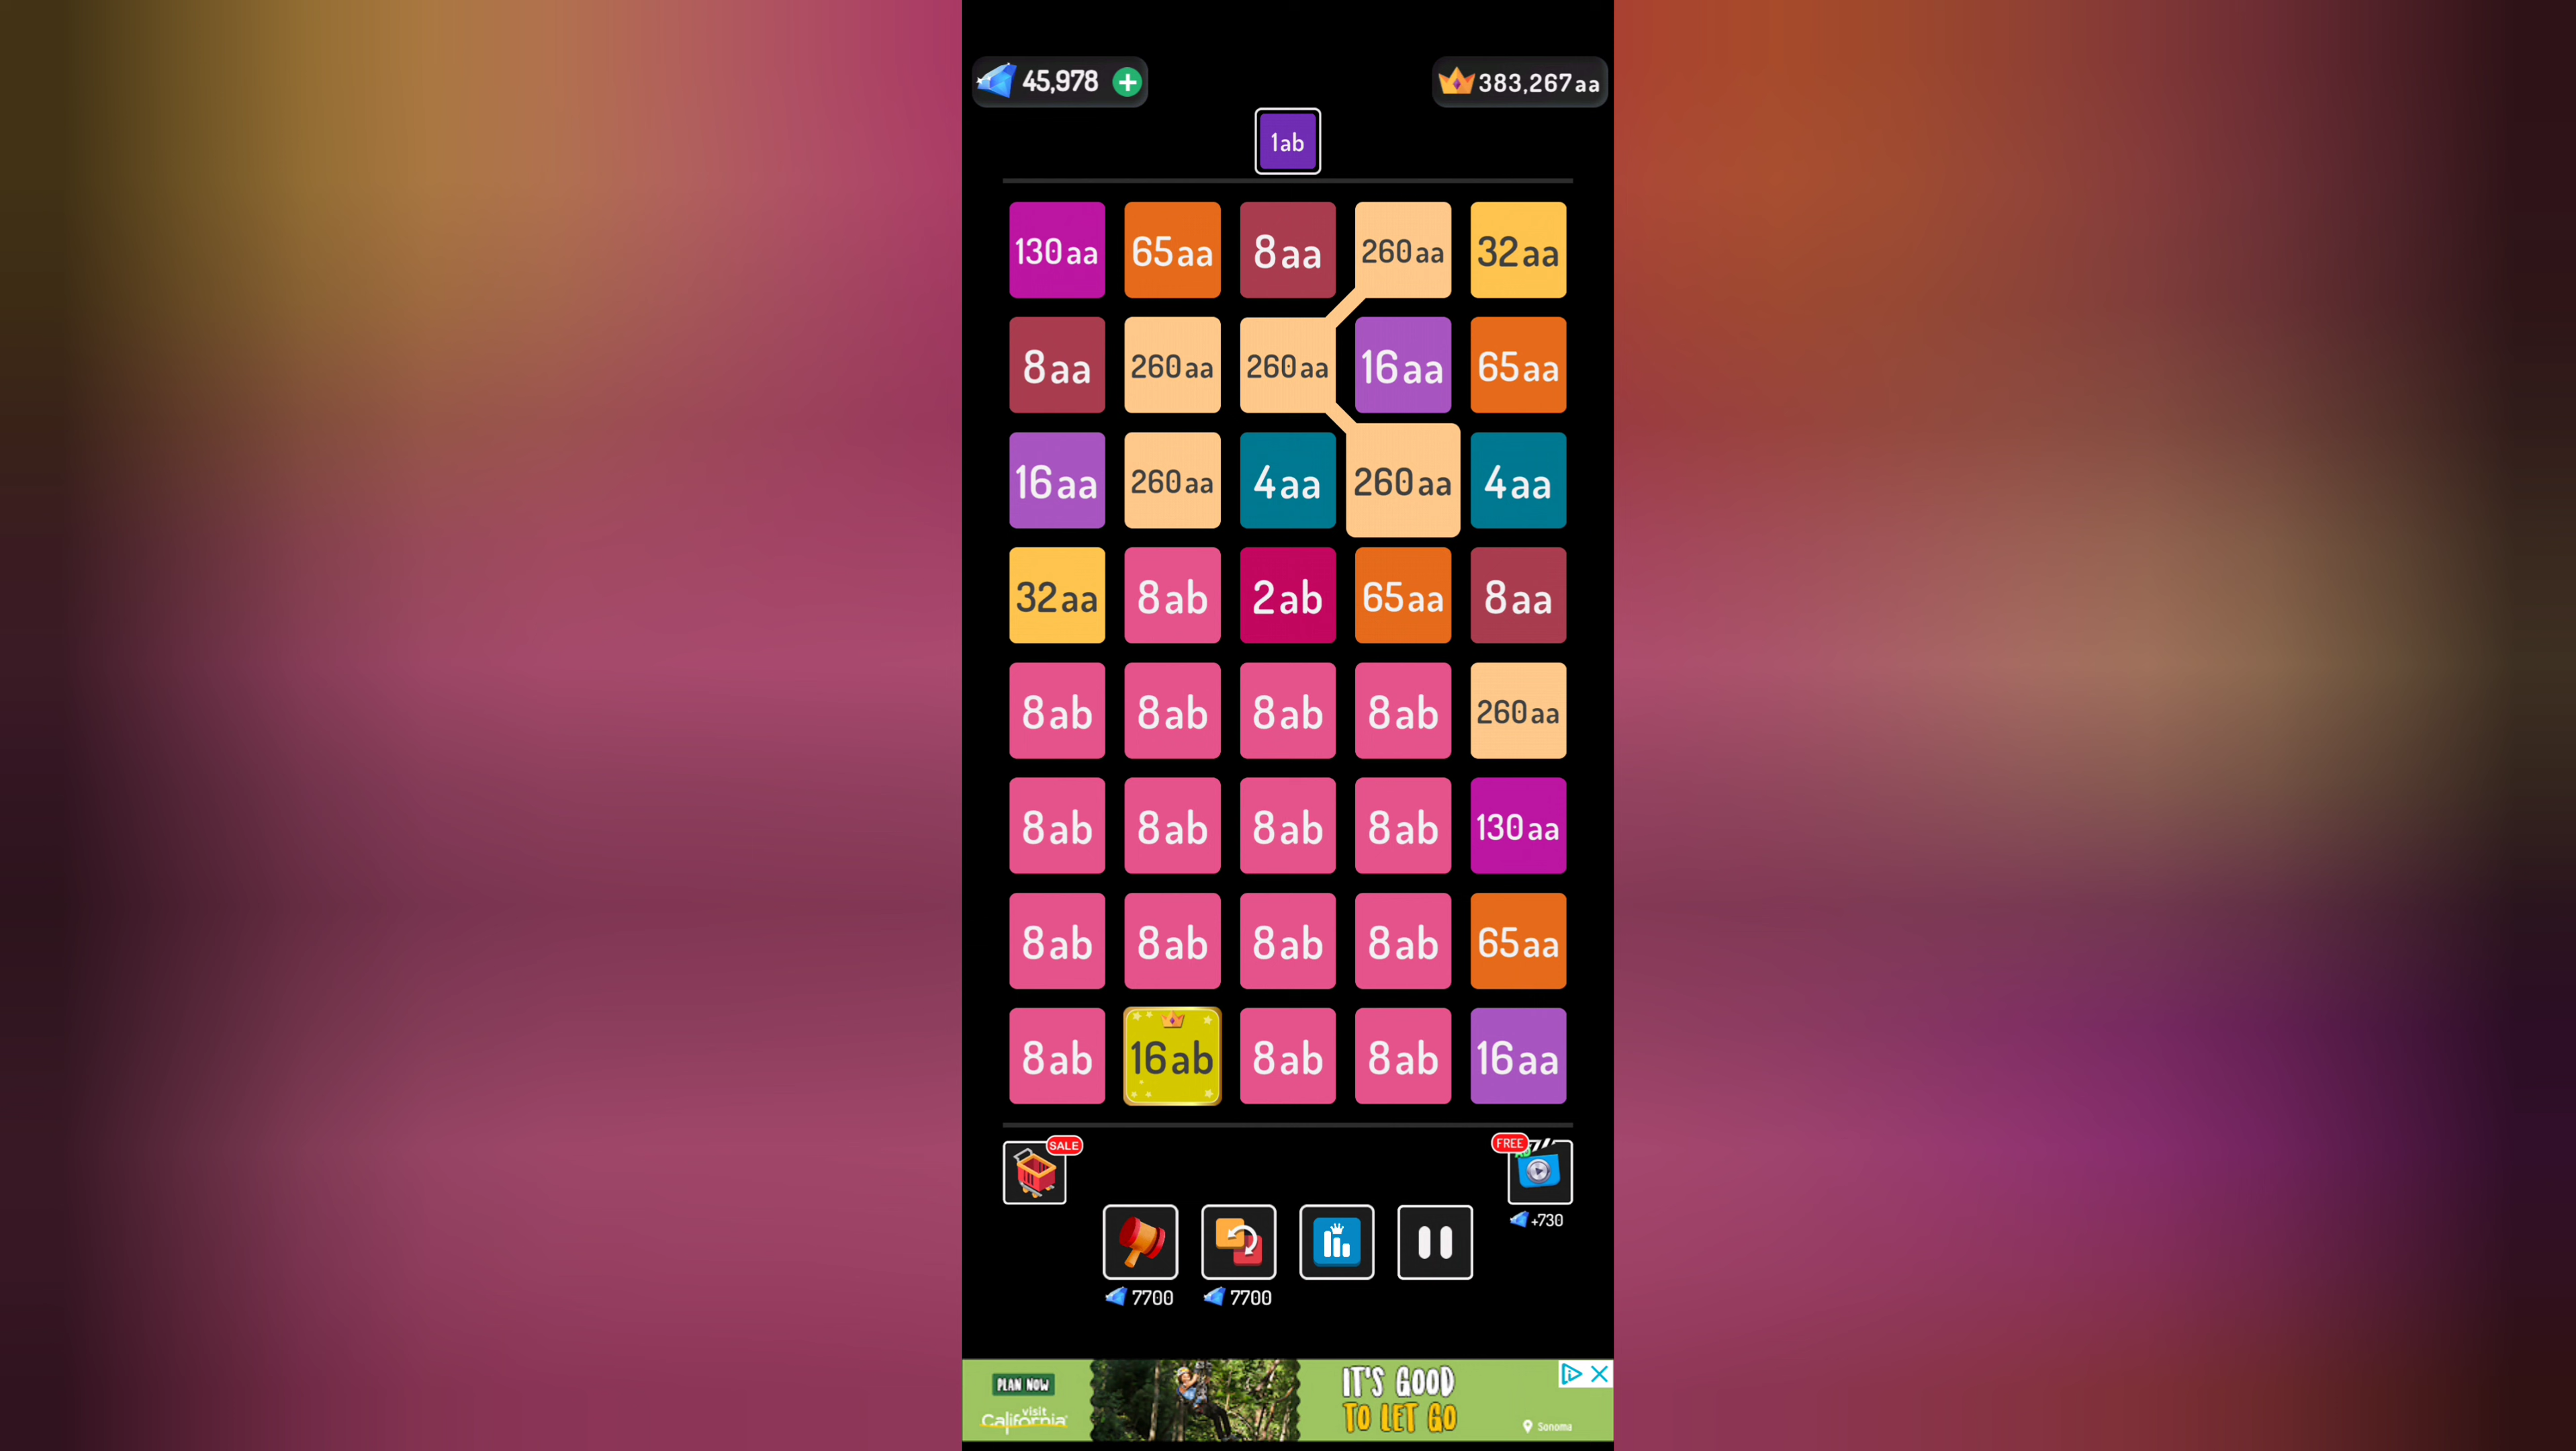 45,978
383,267aa
1ab
130aa 65aa 8aa 260aa 32aa
8aa 260aa 260aa 16aa 65aa
16aa 260aa 4aa 260aa 4aa
32aa 8ab 2ab 65aa 8aa
8ab 8ab 8ab 8ab 260aa
8ab 8ab 8ab 8ab 130aa
8ab 8ab 8ab 8ab 65aa
8ab 16ab 8ab 8ab 16aa
SALE
FREE
+730
7700 7700
PLAN NOW
visit
California
IT'S GOOD
TO LET GO
Sonoma